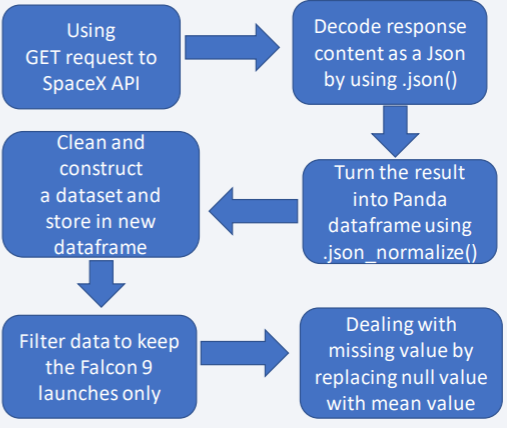 Using
GET request to
SpaceX API
Decode response
content as a Json
by using .json()
Turn the result
into Panda
dataframe using
.json_normalize()
Clean and
construct
a dataset and
store in new
dataframe
Filter data to keep
the Falcon 9
launches only
Dealing with
missing value by
replacing null value
with mean value